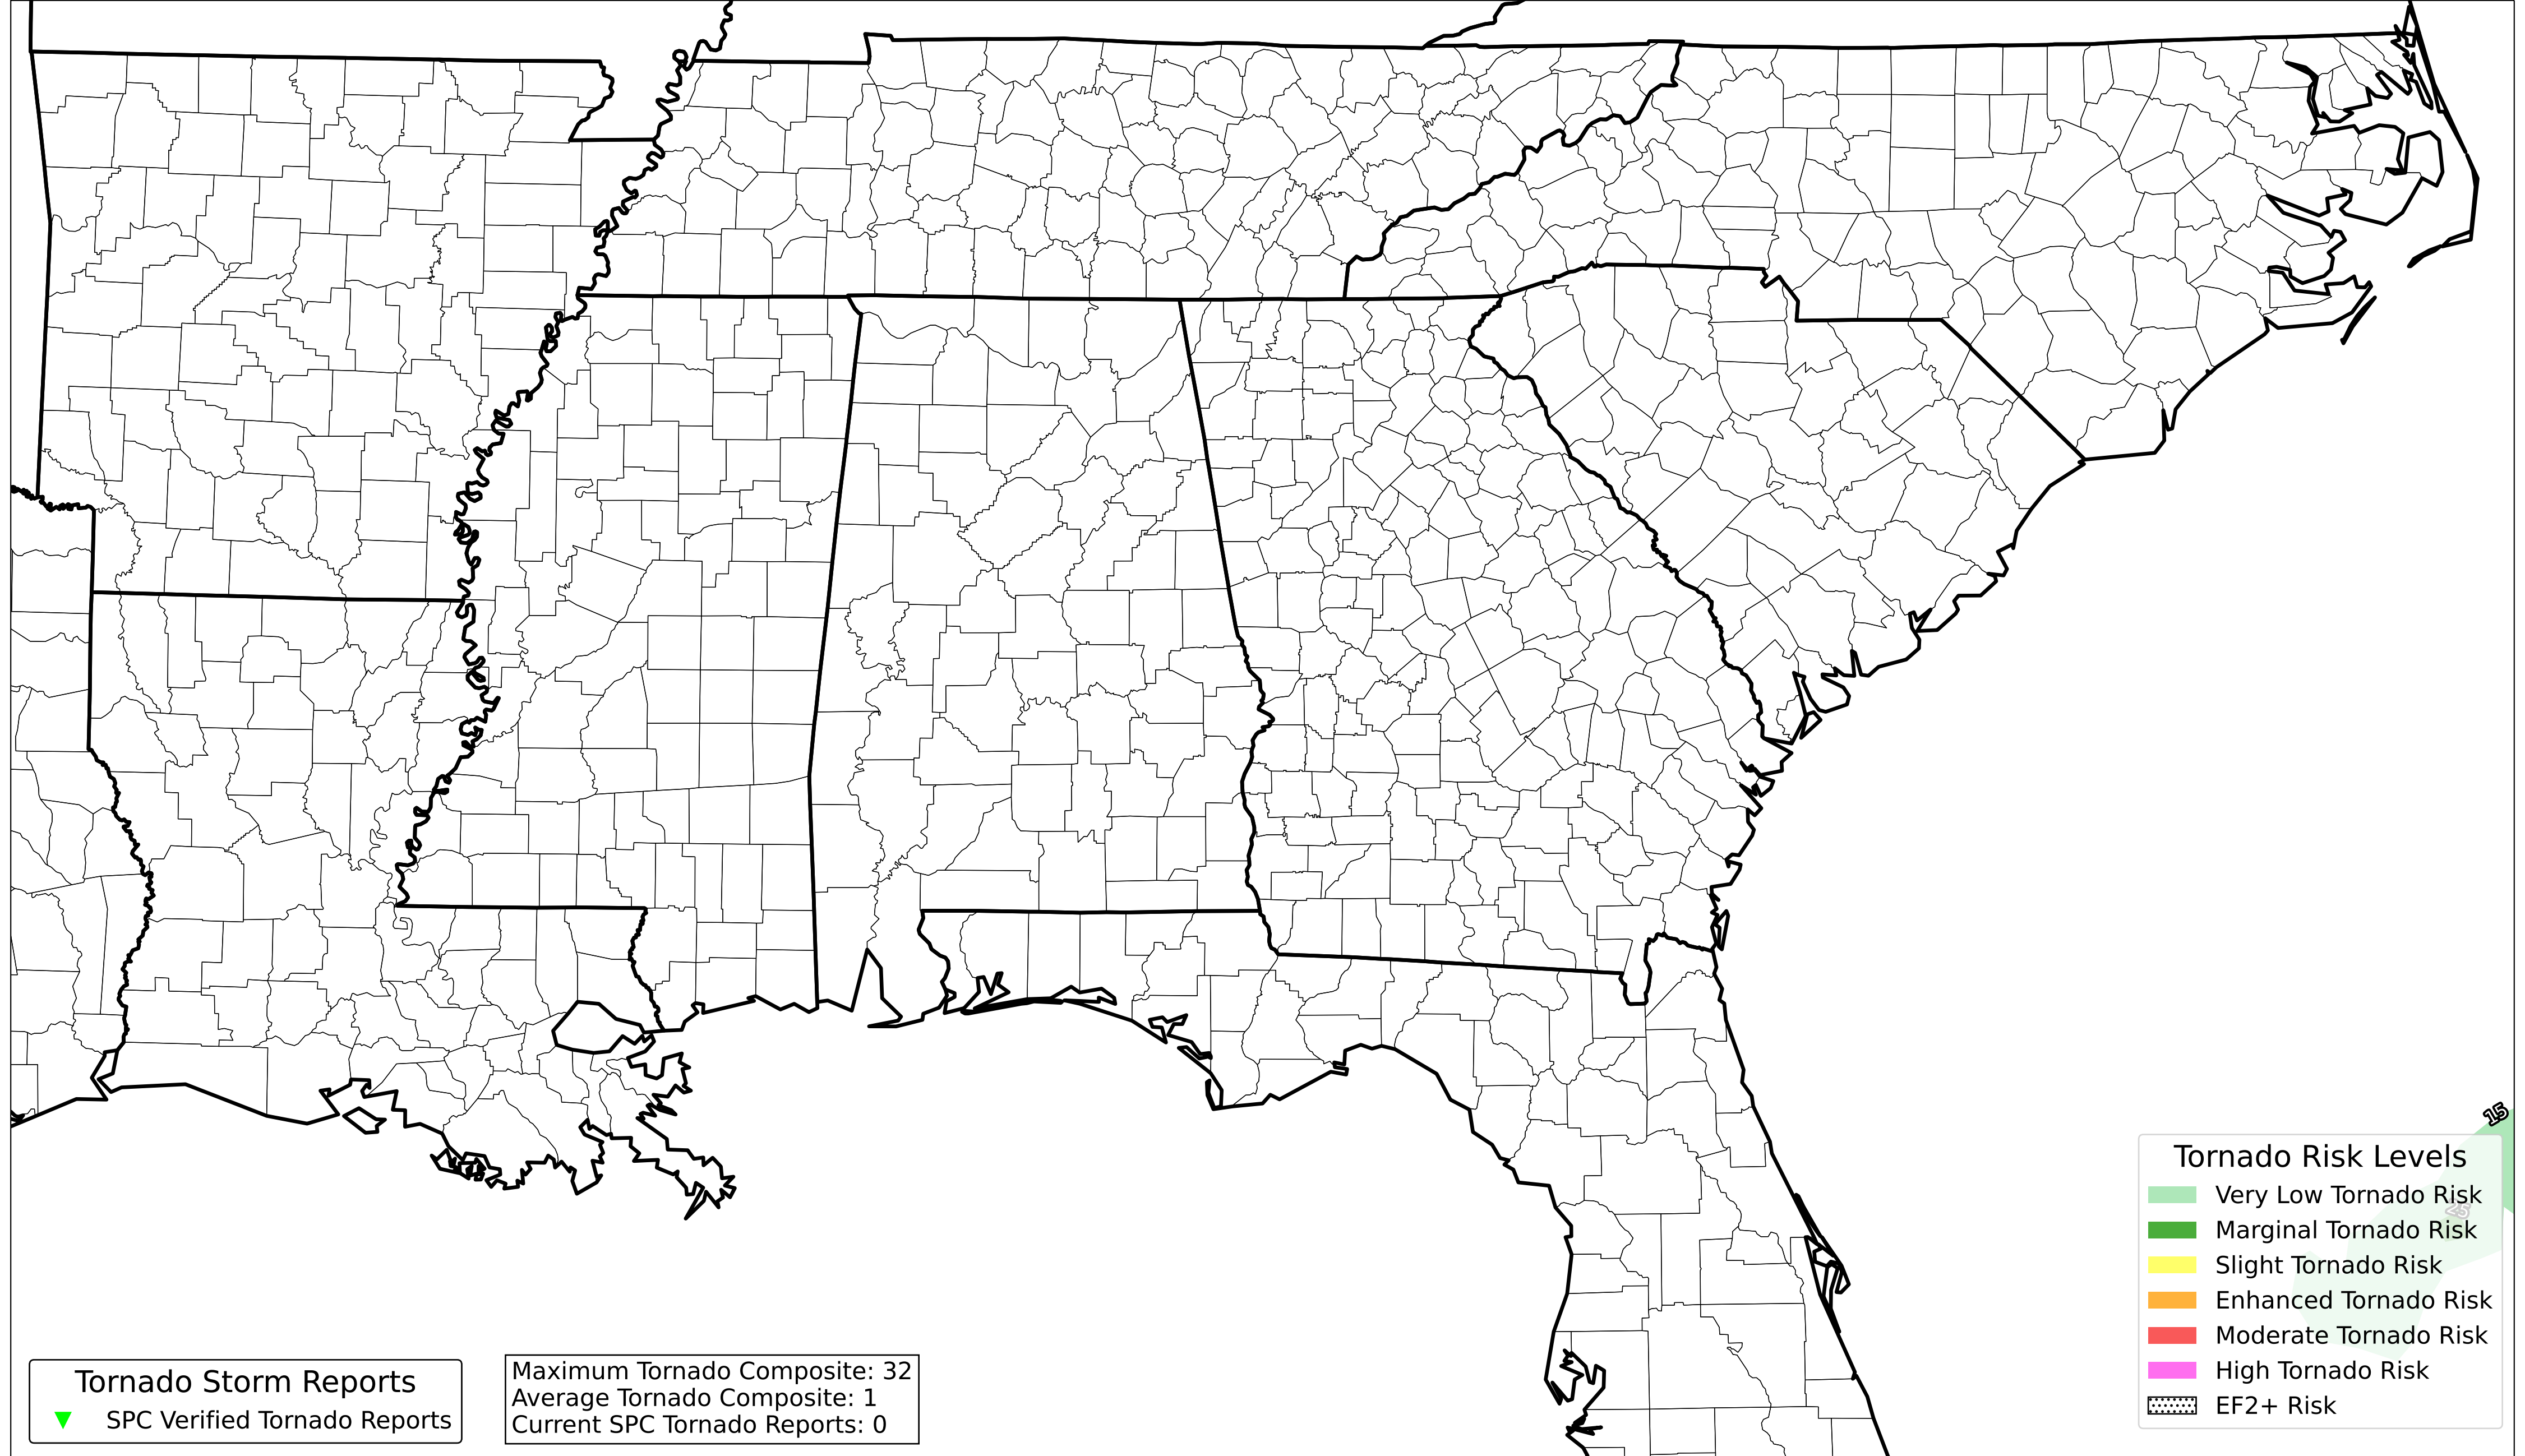 15
Tornado Risk Levels
Very Low Tornado Risk
25
Marginal Tornado Risk
Slight Tornado Risk
Enhanced Tornado Risk
Moderate Tornado Risk
High Tornado Risk
EF2+ Risk
Tornado Storm Reports
SPC Verified Tornado Reports
Maximum Tornado Composite: 32
Average Tornado Composite: 1
Current SPC Tornado Reports: 0